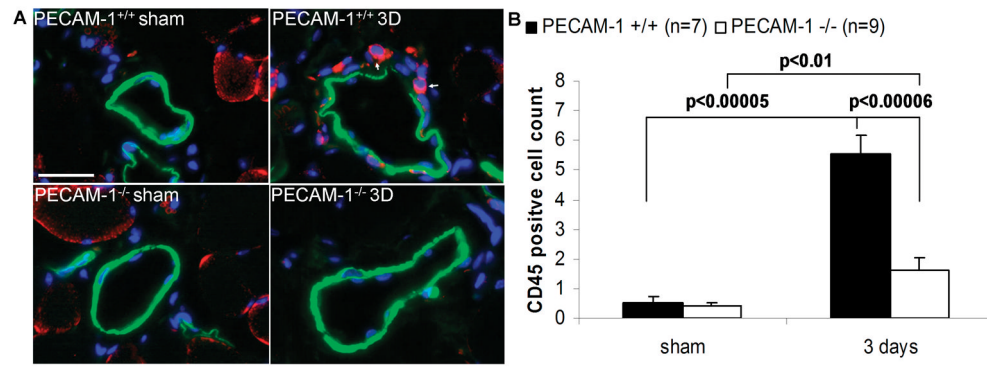 A
PECAM-1+/+ sham
PECAM-1+/+ 3D
PECAM-1-/- sham
PECAM-1-/- 3D
B
PECAM-1 +/+ (n=7) PECAM-1 -/- (n=9)
p<0.01
p<0.00005
p<0.00006
CD45 positve cell count
8
7
6
5
4
3
2
1
0
sham
3 days